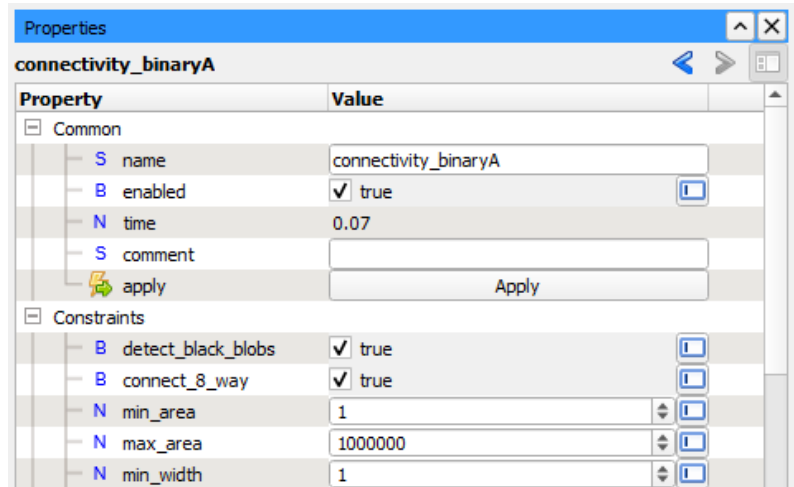 Properties
connectivity_binaryA
Property Value
Common
S name connectivity_binaryA
B enabled true
N time 0.07
S comment
apply Apply
Constraints
B detect_black_blobs true
B connect_8_way true
N min_area 1
N max_area 1000000
N min_width 1